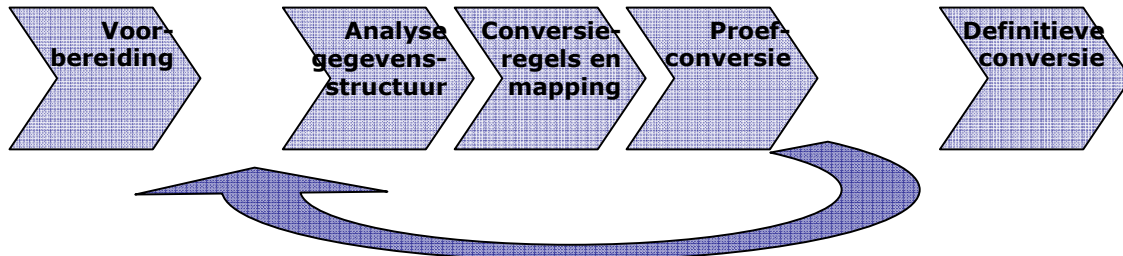 Voor-
bereiding
Analyse
gegevens-
structuur
Conversie-
regels en
mapping
Proef-
conversie
Definitieve
conversie